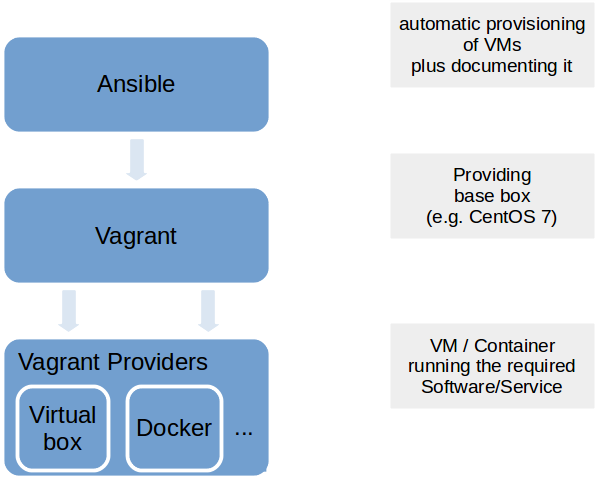 Ansible
automatic provisioning
of VMs
plus documenting it
Vagrant
Providing
base box
(e.g. CentOS 7)
Vagrant Providers
Virtual
box
Docker
...
VM / Container
running the required
Software/Service